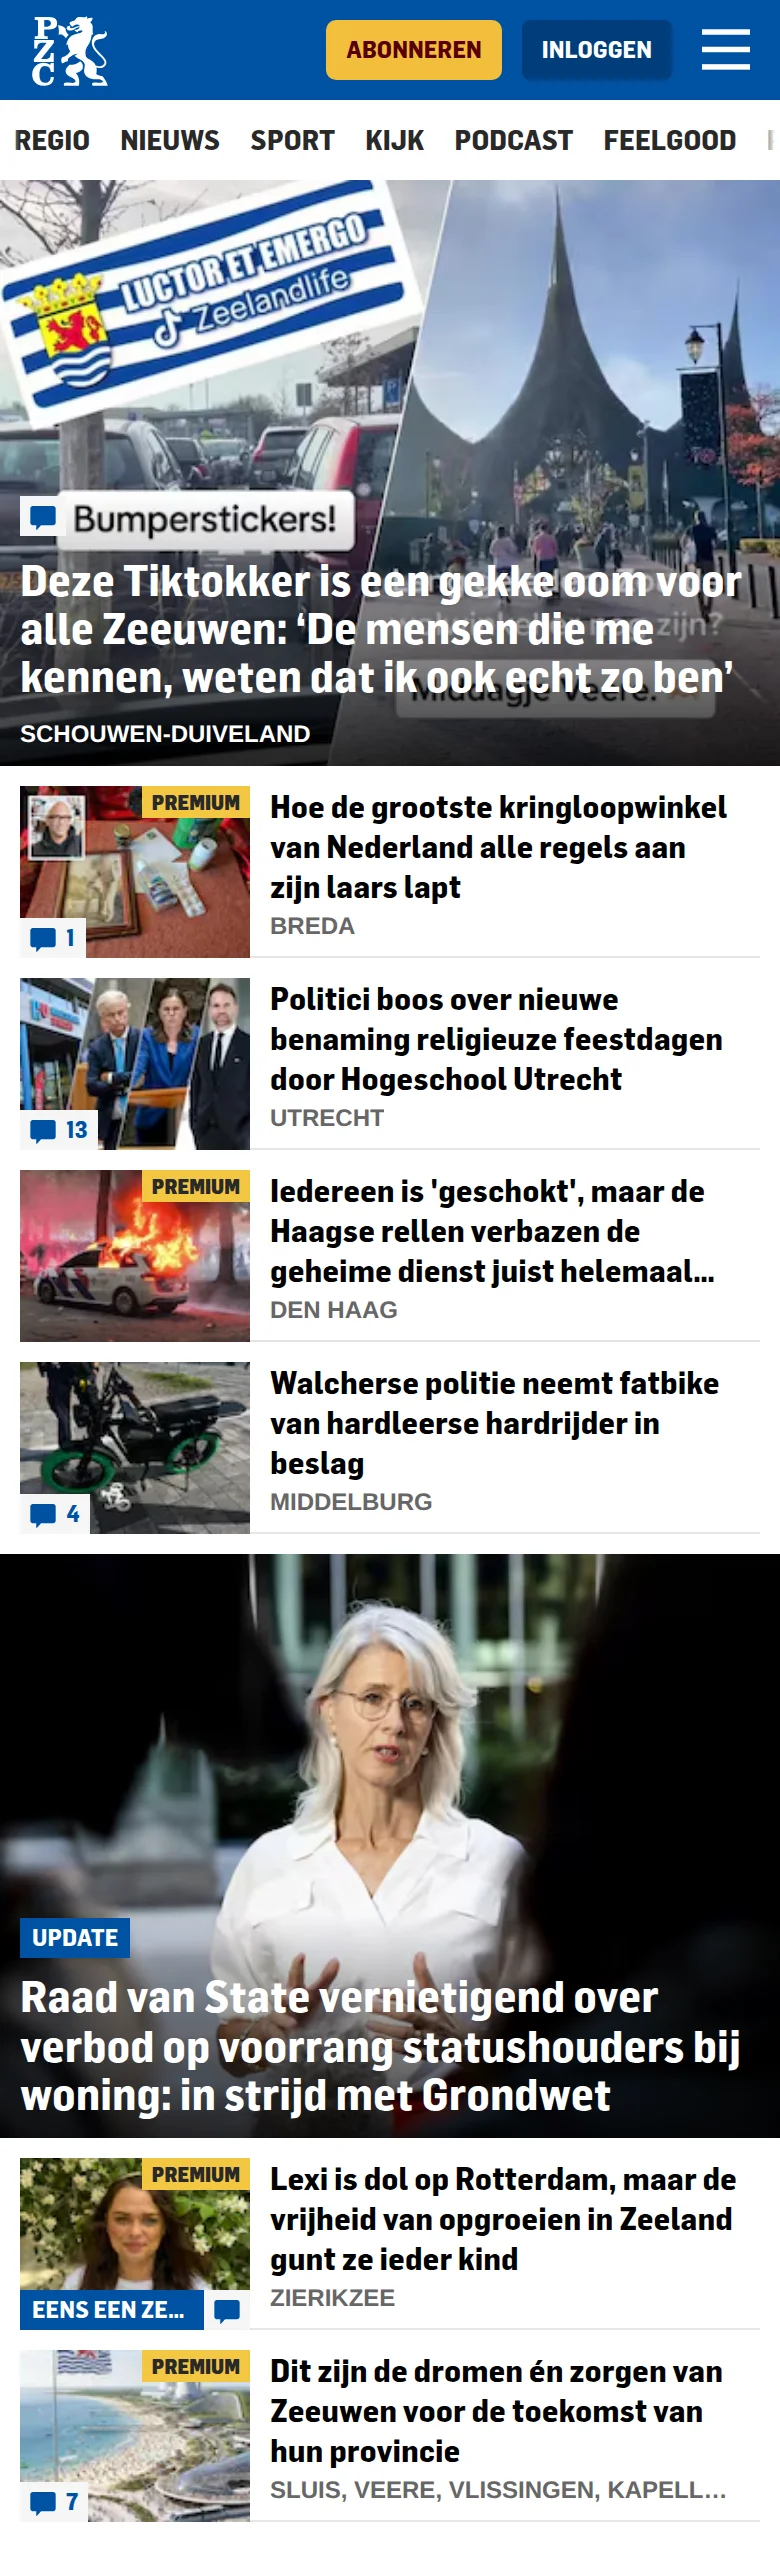 PZC
ABONNEREN
INLOGGEN
REGIO NIEUWS SPORT KIJK PODCAST FEELGOOD
LUCTOR ET EMERGO
Zeelandlife
Bumperstickers!
zijn?
Middagje Veere.
Deze Tiktokker is een gekke oom voor
alle Zeeuwen: ‘De mensen die me
kennen, weten dat ik ook echt zo ben’
SCHOUWEN-DUIVELAND
PREMIUM
1
Hoe de grootste kringloopwinkel
van Nederland alle regels aan
zijn laars lapt
BREDA
13
Politici boos over nieuwe
benaming religieuze feestdagen
door Hogeschool Utrecht
UTRECHT
PREMIUM
Iedereen is 'geschokt', maar de
Haagse rellen verbazen de
geheime dienst juist helemaal...
DEN HAAG
4
Walcherse politie neemt fatbike
van hardleerse hardrijder in
beslag
MIDDELBURG
UPDATE
Raad van State vernietigend over
verbod op voorrang statushouders bij
woning: in strijd met Grondwet
PREMIUM
EENS EEN ZE...
Lexi is dol op Rotterdam, maar de
vrijheid van opgroeien in Zeeland
gunt ze ieder kind
ZIERIKZEE
PREMIUM
7
Dit zijn de dromen én zorgen van
Zeeuwen voor de toekomst van
hun provincie
SLUIS, VEERE, VLISSINGEN, KAPELL...